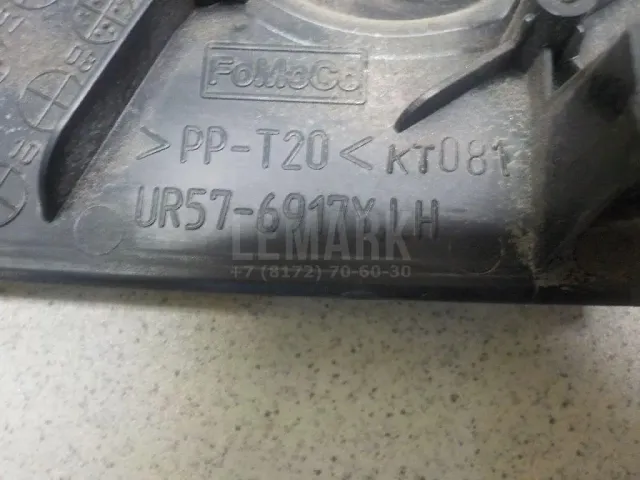 FoMoCo
>PP-T20< KT081
UR57-6917X LH
LEMARK
+7 (8172) 70-60-30